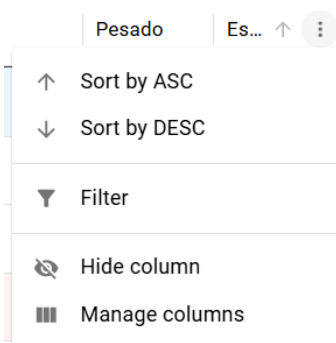 Pesado Es...
Sort by ASC
Sort by DESC
Filter
Hide column
Manage columns